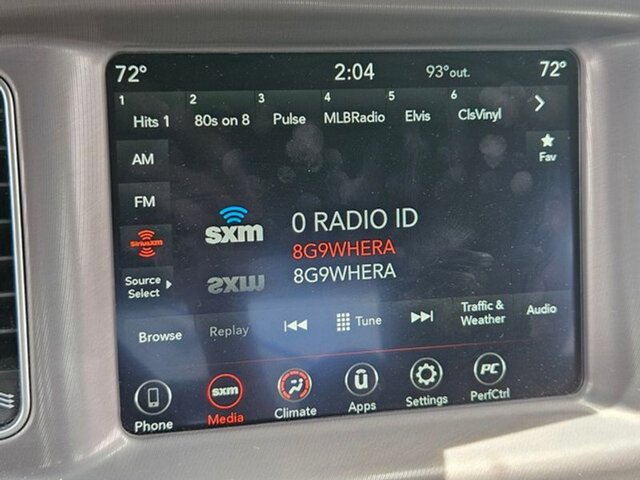 72° 2:04 93°out. 72°
1 Hits 1 2 80s on 8 3 Pulse 4 MLBRadio 5 Elvis 6 ClsVinyl
AM
Fav
FM
sxm 0 RADIO ID
SiriusXM 8G9WHERA
8G9WHERA
Source
Select
Browse Replay Tune Traffic &
Weather Audio
sxm PC
Phone Media Climate Apps Settings PerfCtrl